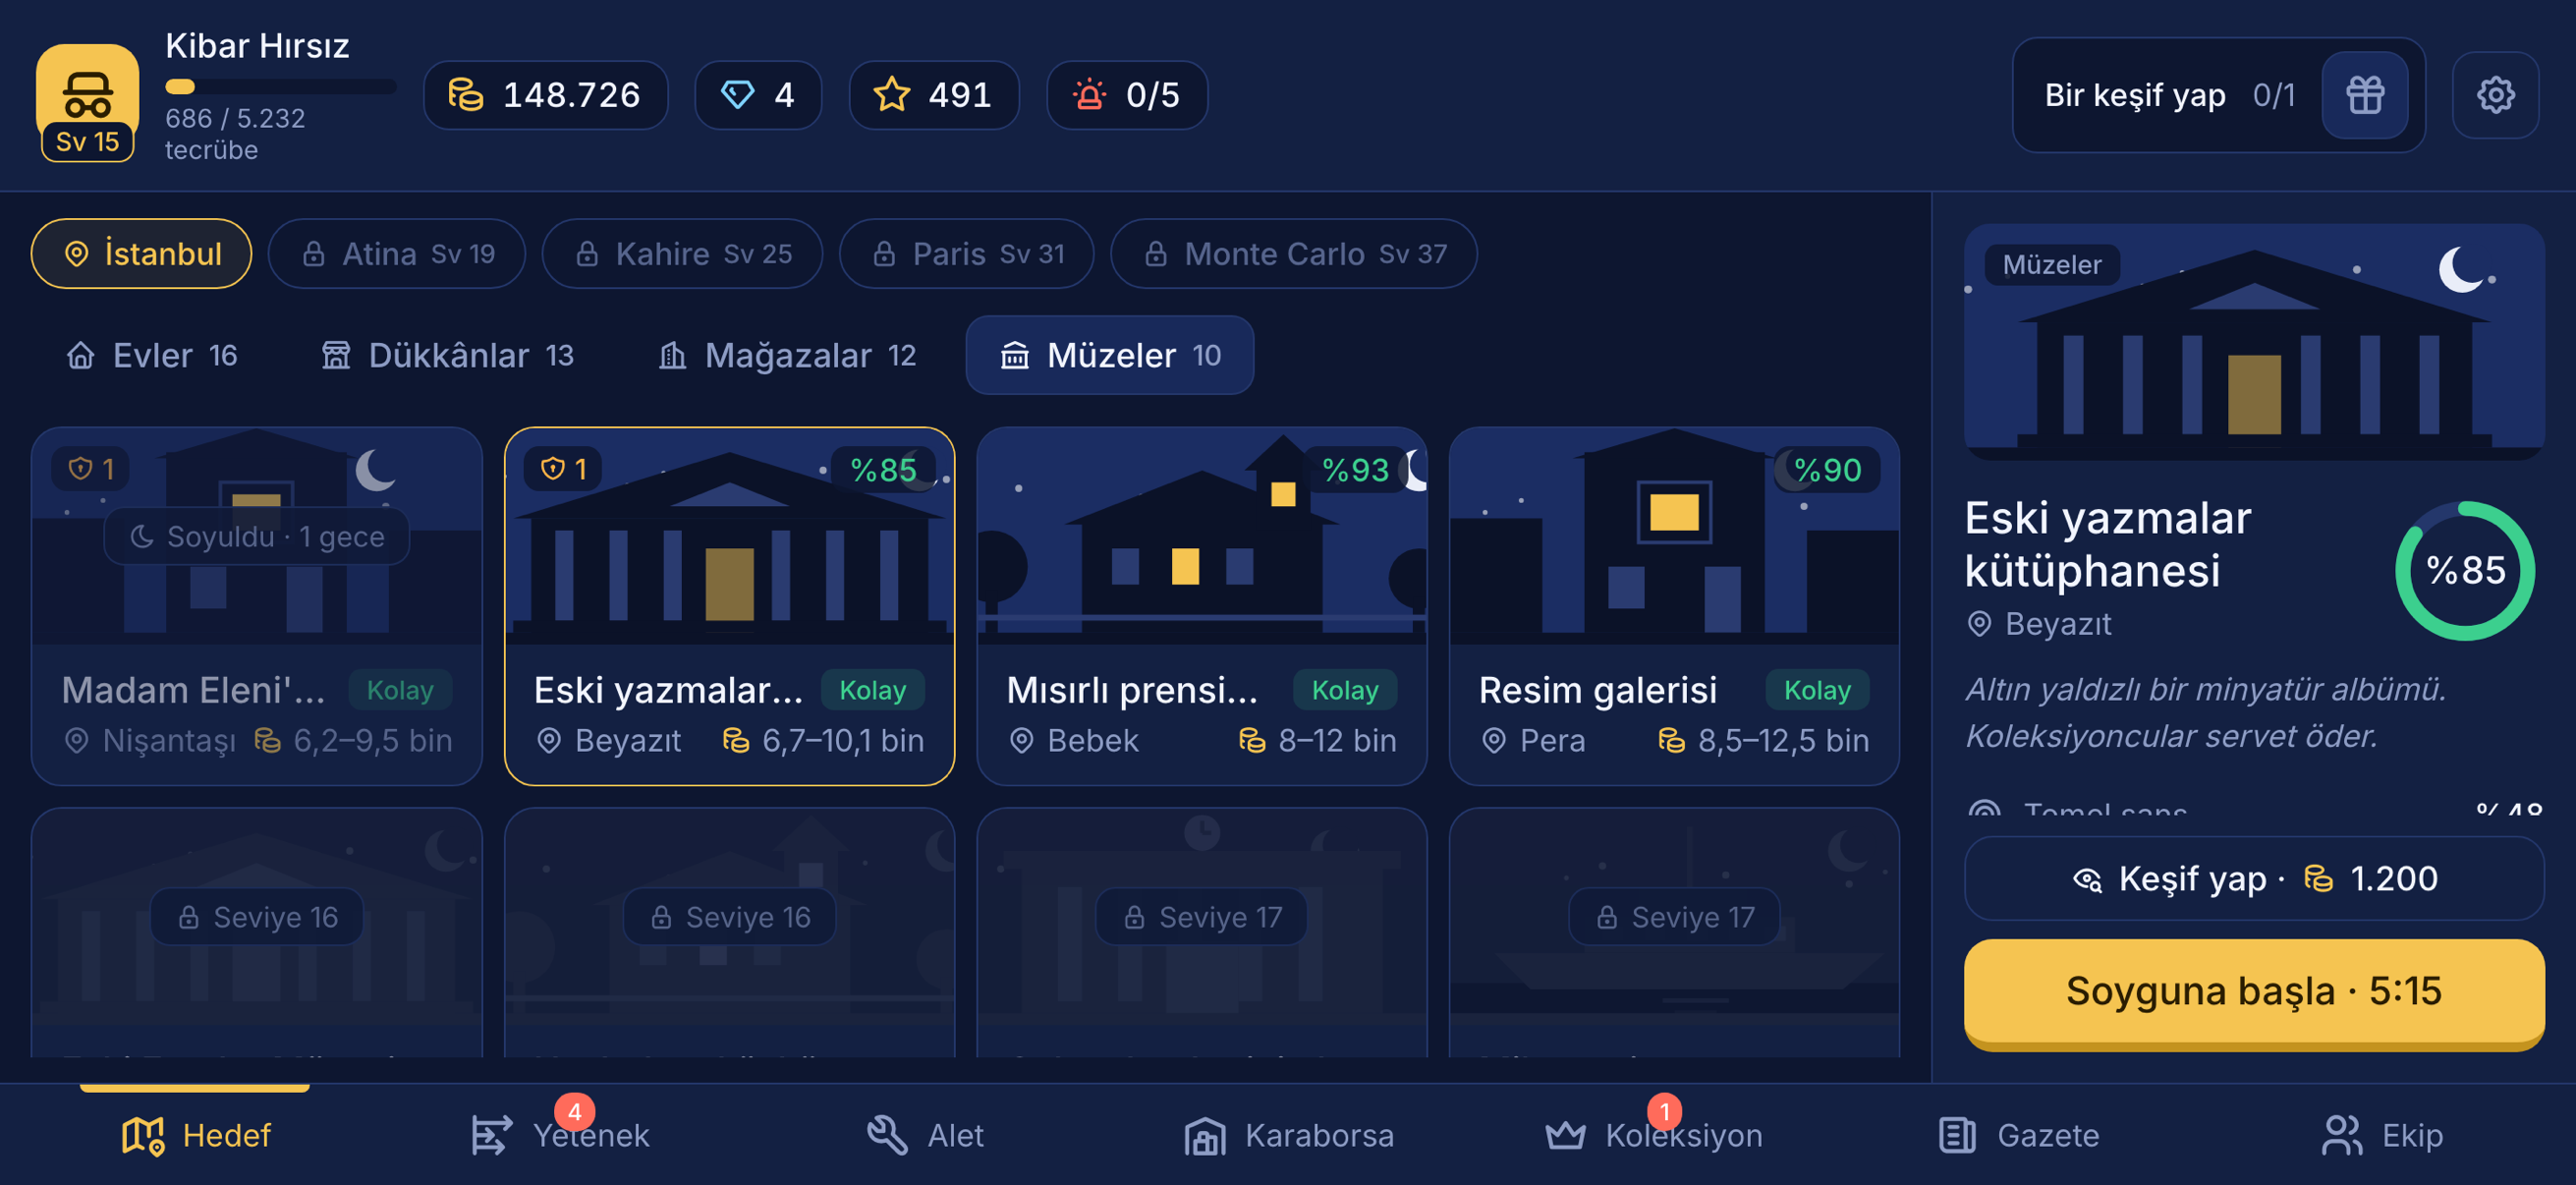 Kibar Hırsız
686 / 5.232
tecrübe
Sv 15
148.726
4
491
0/5
Bir keşif yap 0/1
İstanbul
Atina Sv 19
Kahire Sv 25
Paris Sv 31
Monte Carlo Sv 37
Evler 16
Dükkânlar 13
Mağazalar 12
Müzeler 10
1
Soyuldu · 1 gece
Madam Eleni'... Kolay
Nişantaşı 6,2–9,5 bin
1 %85
Eski yazmalar... Kolay
Beyazıt 6,7–10,1 bin
%93
Mısırlı prensi... Kolay
Bebek 8–12 bin
%90
Resim galerisi Kolay
Pera 8,5–12,5 bin
Seviye 16
Seviye 16
Seviye 17
Seviye 17
Müzeler
Eski yazmalar
kütüphanesi
%85
Beyazıt
Altın yaldızlı bir minyatür albümü.
Koleksiyoncular servet öder.
Temel şans %48
Keşif yap · 1.200
Soyguna başla · 5:15
Hedef
Yetenek 4
Alet
Karaborsa
Koleksiyon 1
Gazete
Ekip